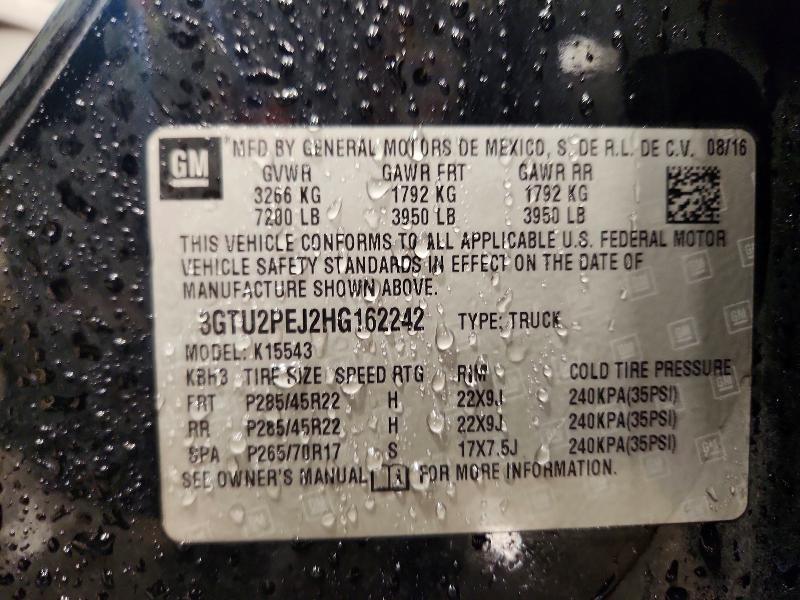 GM MFD BY GENERAL MOTORS DE MEXICO, S. DE R.L. DE C.V. 08/16
GVWR GAWR FRT GAWR RR
3266 KG 1792 KG 1792 KG
7200 LB 3950 LB 3950 LB
THIS VEHICLE CONFORMS TO ALL APPLICABLE U.S. FEDERAL MOTOR
VEHICLE SAFETY STANDARDS IN EFFECT ON THE DATE OF
MANUFACTURE SHOWN ABOVE.
3GTU2PEJ2HG162242 TYPE: TRUCK
MODEL: K15543
KBH3 TIRE SIZE SPEED RTG RIM COLD TIRE PRESSURE
FRT P285/45R22 H 22X9J 240KPA(35PSI)
RR P285/45R22 H 22X9J 240KPA(35PSI)
SPA P265/70R17 S 17X7.5J 240KPA(35PSI)
SEE OWNER'S MANUAL FOR MORE INFORMATION.